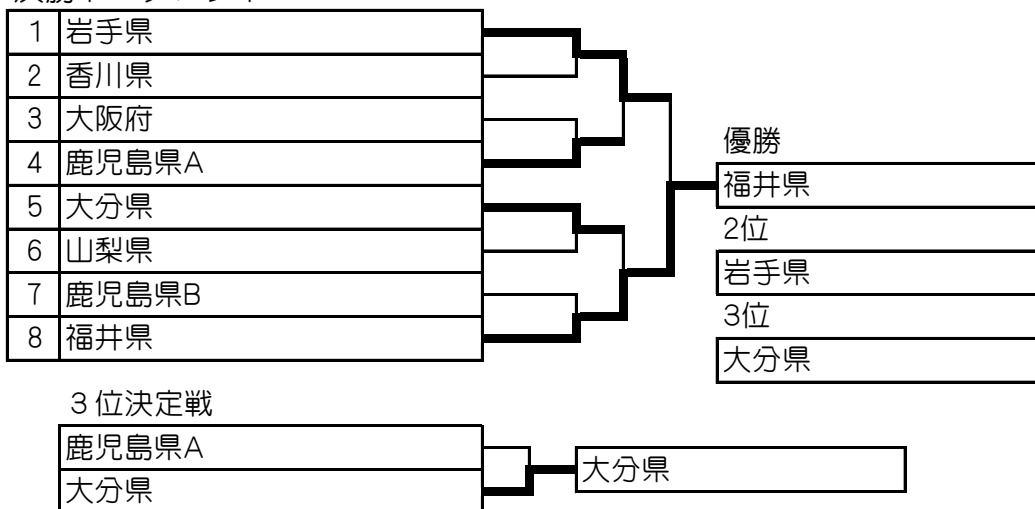 1 岩手県
2 香川県
3 大阪府
4 鹿児島県A
5 大分県
6 山梨県
7 鹿児島県B
8 福井県
優勝
福井県
2位
岩手県
3位
大分県
３位決定戦
鹿児島県A
大分県
大分県